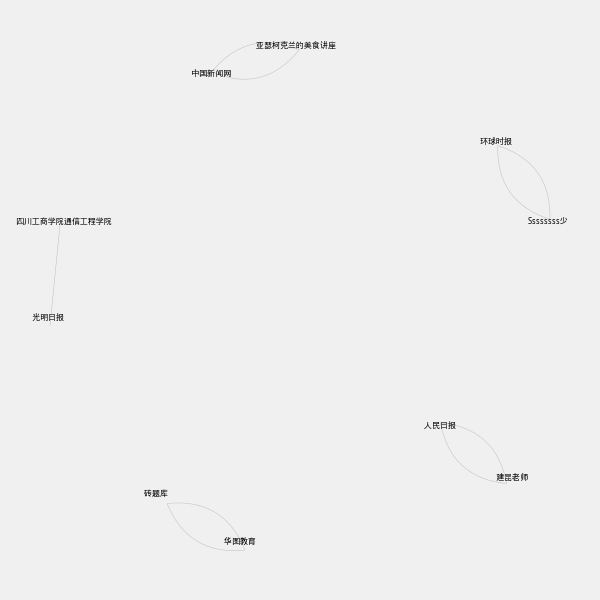 亚瑟柯克兰的美食讲座
中国新闻网
环球时报
Sssssssss少
四川工商学院通信工程学院
光明日报
人民日报
建昆老师
砖题库
华图教育